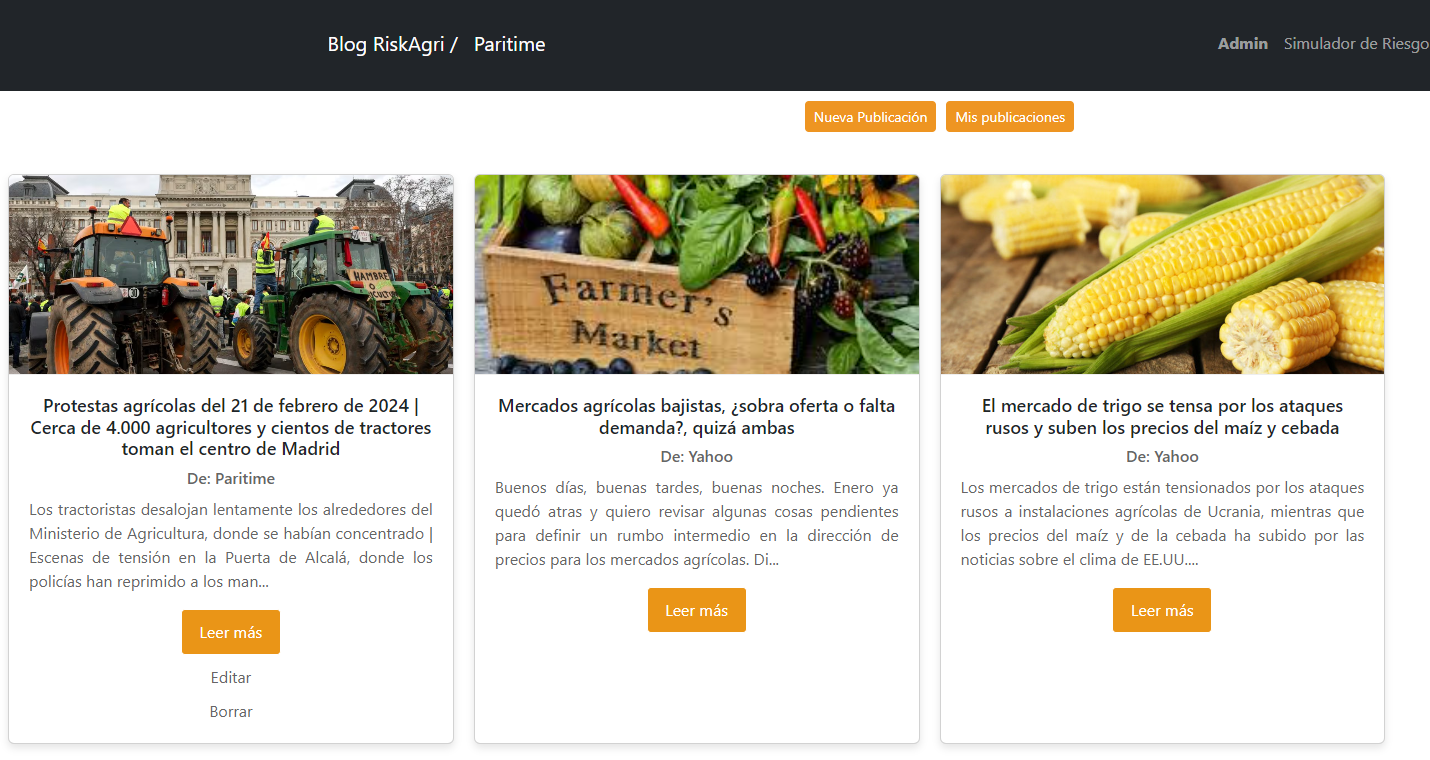 Blog RiskAgri / Paritime
Admin Simulador de Riesgo
Nueva Publicación Mis publicaciones
HAMBRE
O
Farmer's
Market
Protestas agrícolas del 21 de febrero de 2024 |
Cerca de 4.000 agricultores y cientos de tractores
toman el centro de Madrid
De: Paritime
Los tractoristas desalojan lentamente los alrededores del
Ministerio de Agricultura, donde se habían concentrado |
Escenas de tensión en la Puerta de Alcalá, donde los
policías han reprimido a los man...
Leer más
Editar
Borrar
Mercados agrícolas bajistas, ¿sobra oferta o falta
demanda?, quizá ambas
De: Yahoo
Buenos días, buenas tardes, buenas noches. Enero ya
quedó atras y quiero revisar algunas cosas pendientes
para definir un rumbo intermedio en la dirección de
precios para los mercados agrícolas. Di...
Leer más
El mercado de trigo se tensa por los ataques
rusos y suben los precios del maíz y cebada
De: Yahoo
Los mercados de trigo están tensionados por los ataques
rusos a instalaciones agrícolas de Ucrania, mientras que
los precios del maíz y de la cebada ha subido por las
noticias sobre el clima de EE.UU....
Leer más